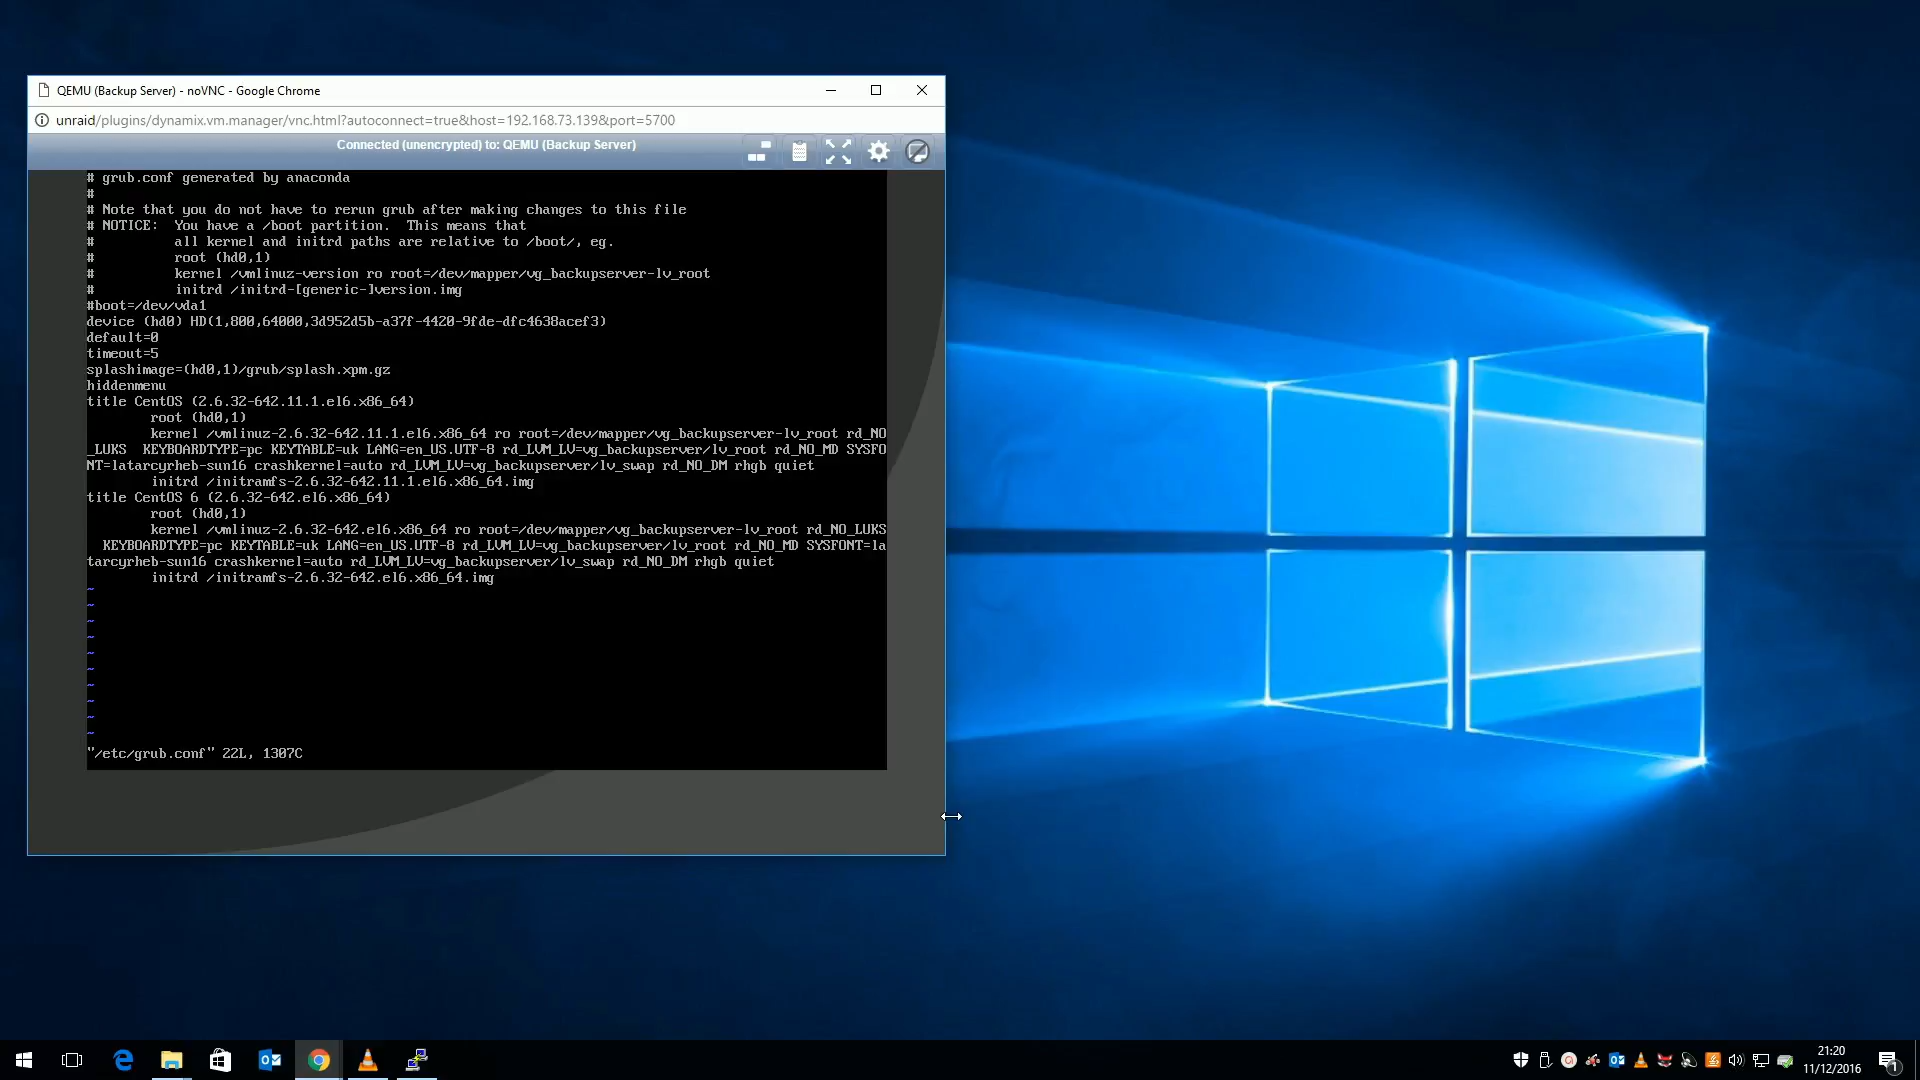 QEMU (Backup Server) - noVNC - Google Chrome
unraid/plugins/dynamix.vm.manager/vnc.html?autoconnect=true&host=192.168.73.139&port=5700
Connected (unencrypted) to: QEMU (Backup Server)
# grub.conf generated by anaconda
#
# Note that you do not have to rerun grub after making changes to this file
# NOTICE:  You have a /boot partition.  This means that
#          all kernel and initrd paths are relative to /boot/, eg.
#          root (hd0,1)
#          kernel /vmlinuz-version ro root=/dev/mapper/vg_backupserver-lv_root
#          initrd /initrd-[generic-]version.img
#boot=/dev/vda1
device (hd0) HD(1,800,64000,3d952d5b-a37f-4420-9fde-dfc4638acef3)
default=0
timeout=5
splashimage=(hd0,1)/grub/splash.xpm.gz
hiddenmenu
title CentOS (2.6.32-642.11.1.el6.x86_64)
        root (hd0,1)
        kernel /vmlinuz-2.6.32-642.11.1.el6.x86_64 ro root=/dev/mapper/vg_backupserver-lv_root rd_NO
_LUKS  KEYBOARDTYPE=pc KEYTABLE=uk LANG=en_US.UTF-8 rd_LVM_LV=vg_backupserver/lv_root rd_NO_MD SYSFO
NT=latarcyrheb-sun16 crashkernel=auto rd_LVM_LV=vg_backupserver/lv_swap rd_NO_DM rhgb quiet
        initrd /initramfs-2.6.32-642.11.1.el6.x86_64.img
title CentOS 6 (2.6.32-642.el6.x86_64)
        root (hd0,1)
        kernel /vmlinuz-2.6.32-642.el6.x86_64 ro root=/dev/mapper/vg_backupserver-lv_root rd_NO_LUKS
  KEYBOARDTYPE=pc KEYTABLE=uk LANG=en_US.UTF-8 rd_LVM_LV=vg_backupserver/lv_root rd_NO_MD SYSFONT=la
tarcyrheb-sun16 crashkernel=auto rd_LVM_LV=vg_backupserver/lv_swap rd_NO_DM rhgb quiet
        initrd /initramfs-2.6.32-642.el6.x86_64.img
~
~
~
~
~
~
~
~
~
~
"/etc/grub.conf" 22L, 1307C
21:20
11/12/2016
1